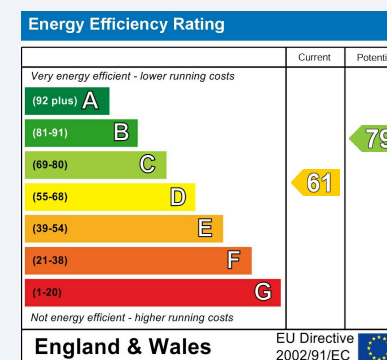 Energy Efficiency Rating
Current Potenti
Very energy efficient - lower running costs
(92 plus) A
(81-91) B
79
(69-80) C
(55-68) D
61
(39-54) E
(21-38) F
(1-20) G
Not energy efficient - higher running costs
England & Wales
EU Directive
2002/91/EC